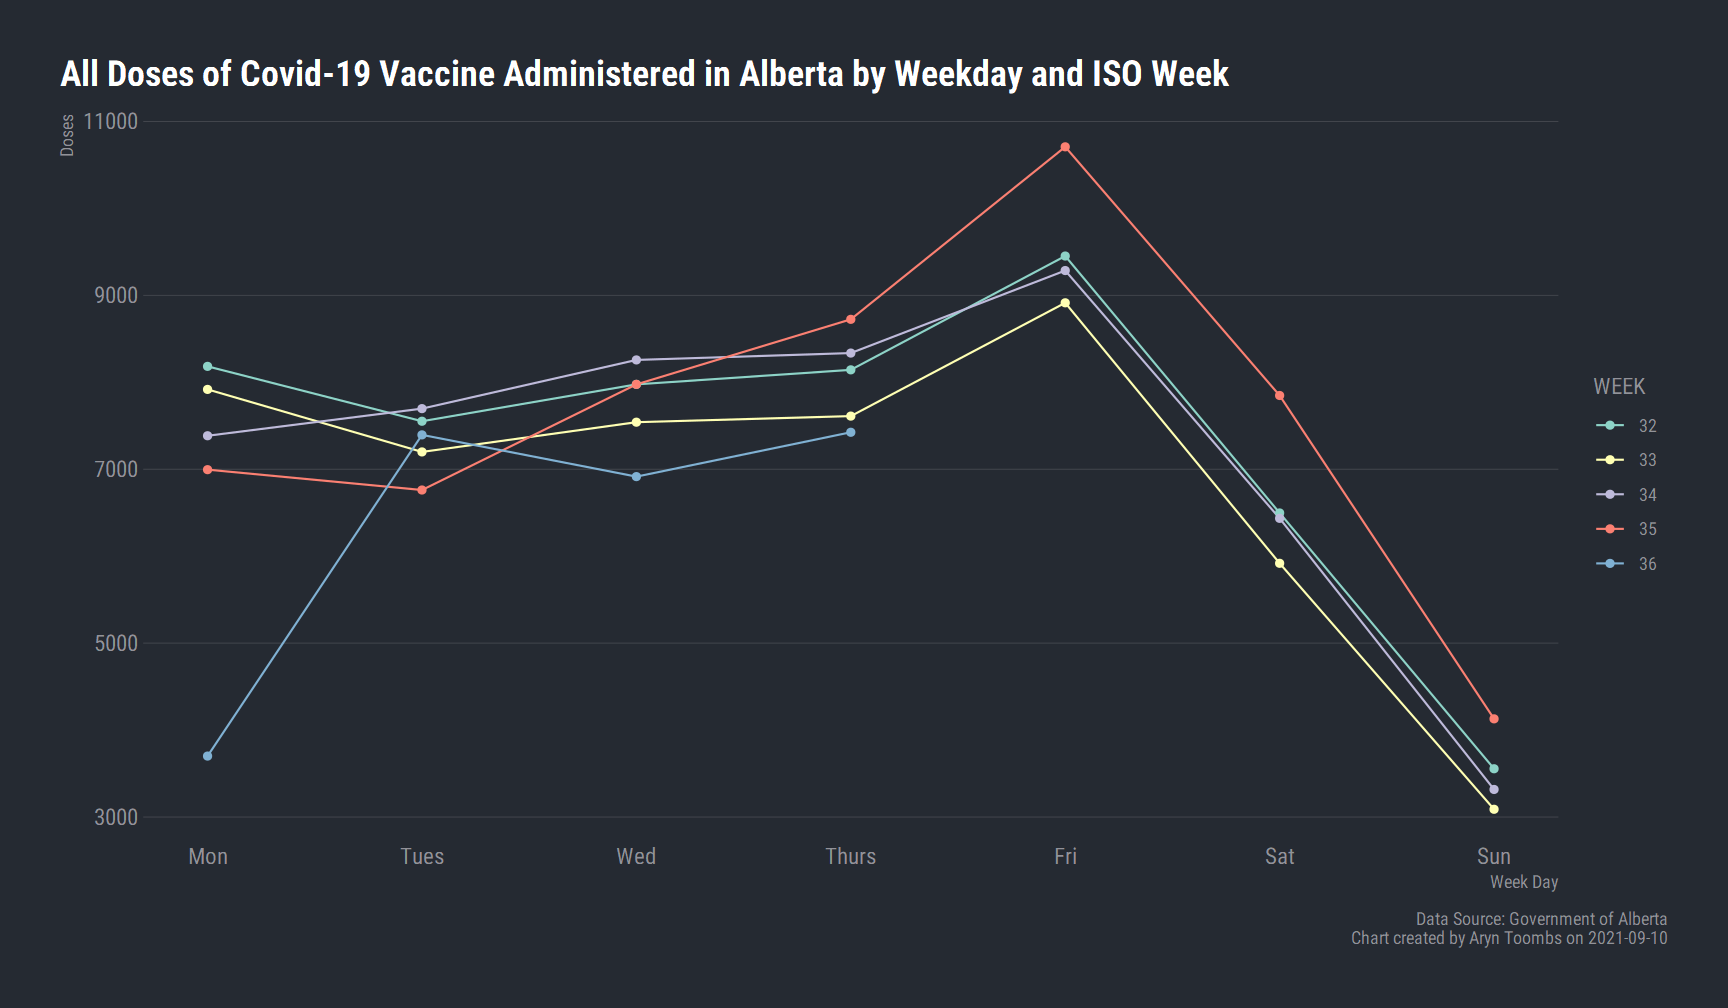 All Doses of Covid-19 Vaccine Administered in Alberta by Weekday and ISO Week
Doses
11000
9000
7000
5000
3000
Mon Tues Wed Thurs Fri Sat Sun
Week Day
WEEK
32
33
34
35
36
Data Source: Government of Alberta
Chart created by Aryn Toombs on 2021-09-10